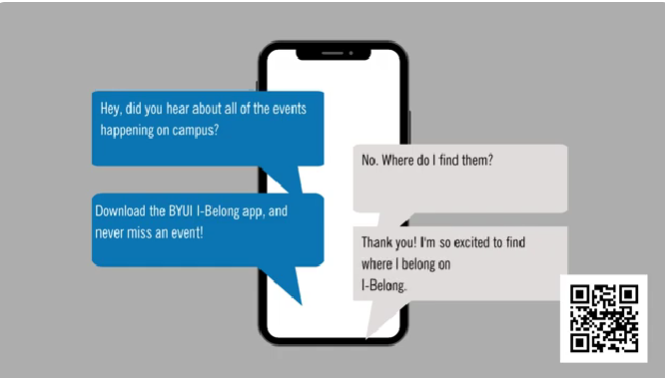 Hey, did you hear about all of the events
happening on campus?
No. Where do I find them?
Download the BYUI I-Belong app, and
never miss an event!
Thank you! I'm so excited to find
where I belong on
I-Belong.